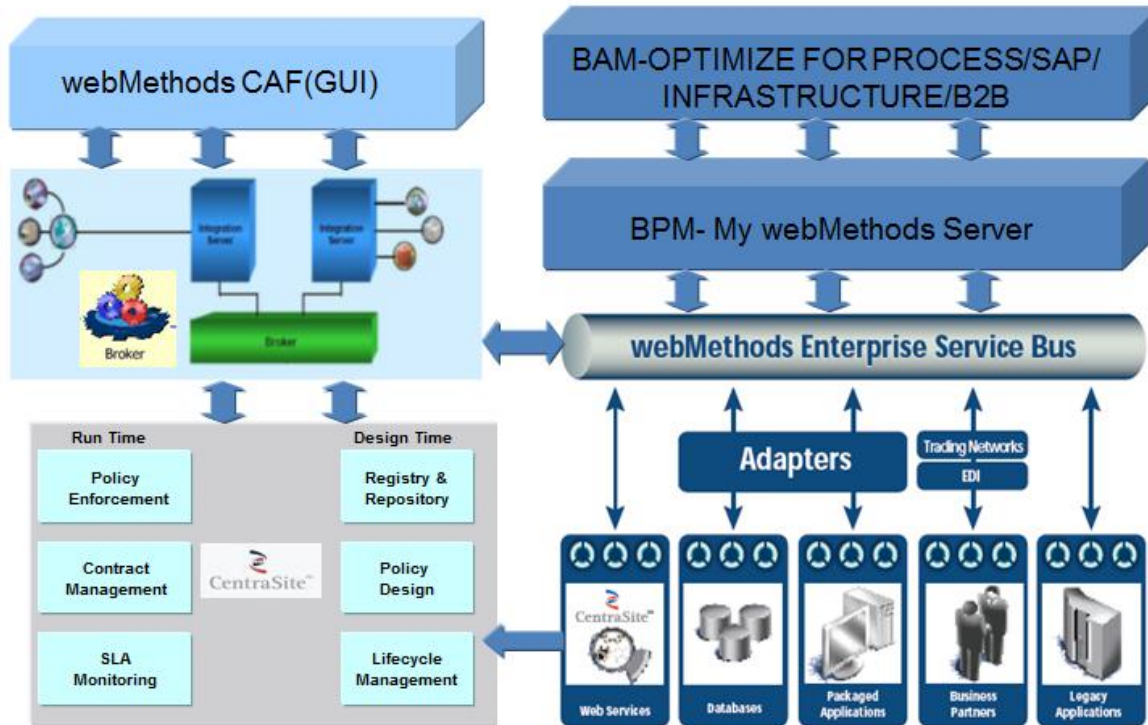 webMethods CAF(GUI)
BAM-OPTIMIZE FOR PROCESS/SAP/
INFRASTRUCTURE/B2B
Integration
Server
Integration
Server
Broker
Broker
BPM- My webMethods Server
webMethods Enterprise Service Bus
Run Time
Design Time
Policy
Enforcement
Registry &
Repository
Contract
Management
CentraSite™
Policy
Design
SLA
Monitoring
Lifecycle
Management
Adapters
Trading Networks
EDI
CentraSite™
Web Services
Databases
Packaged
Applications
Business
Partners
Legacy
Applications